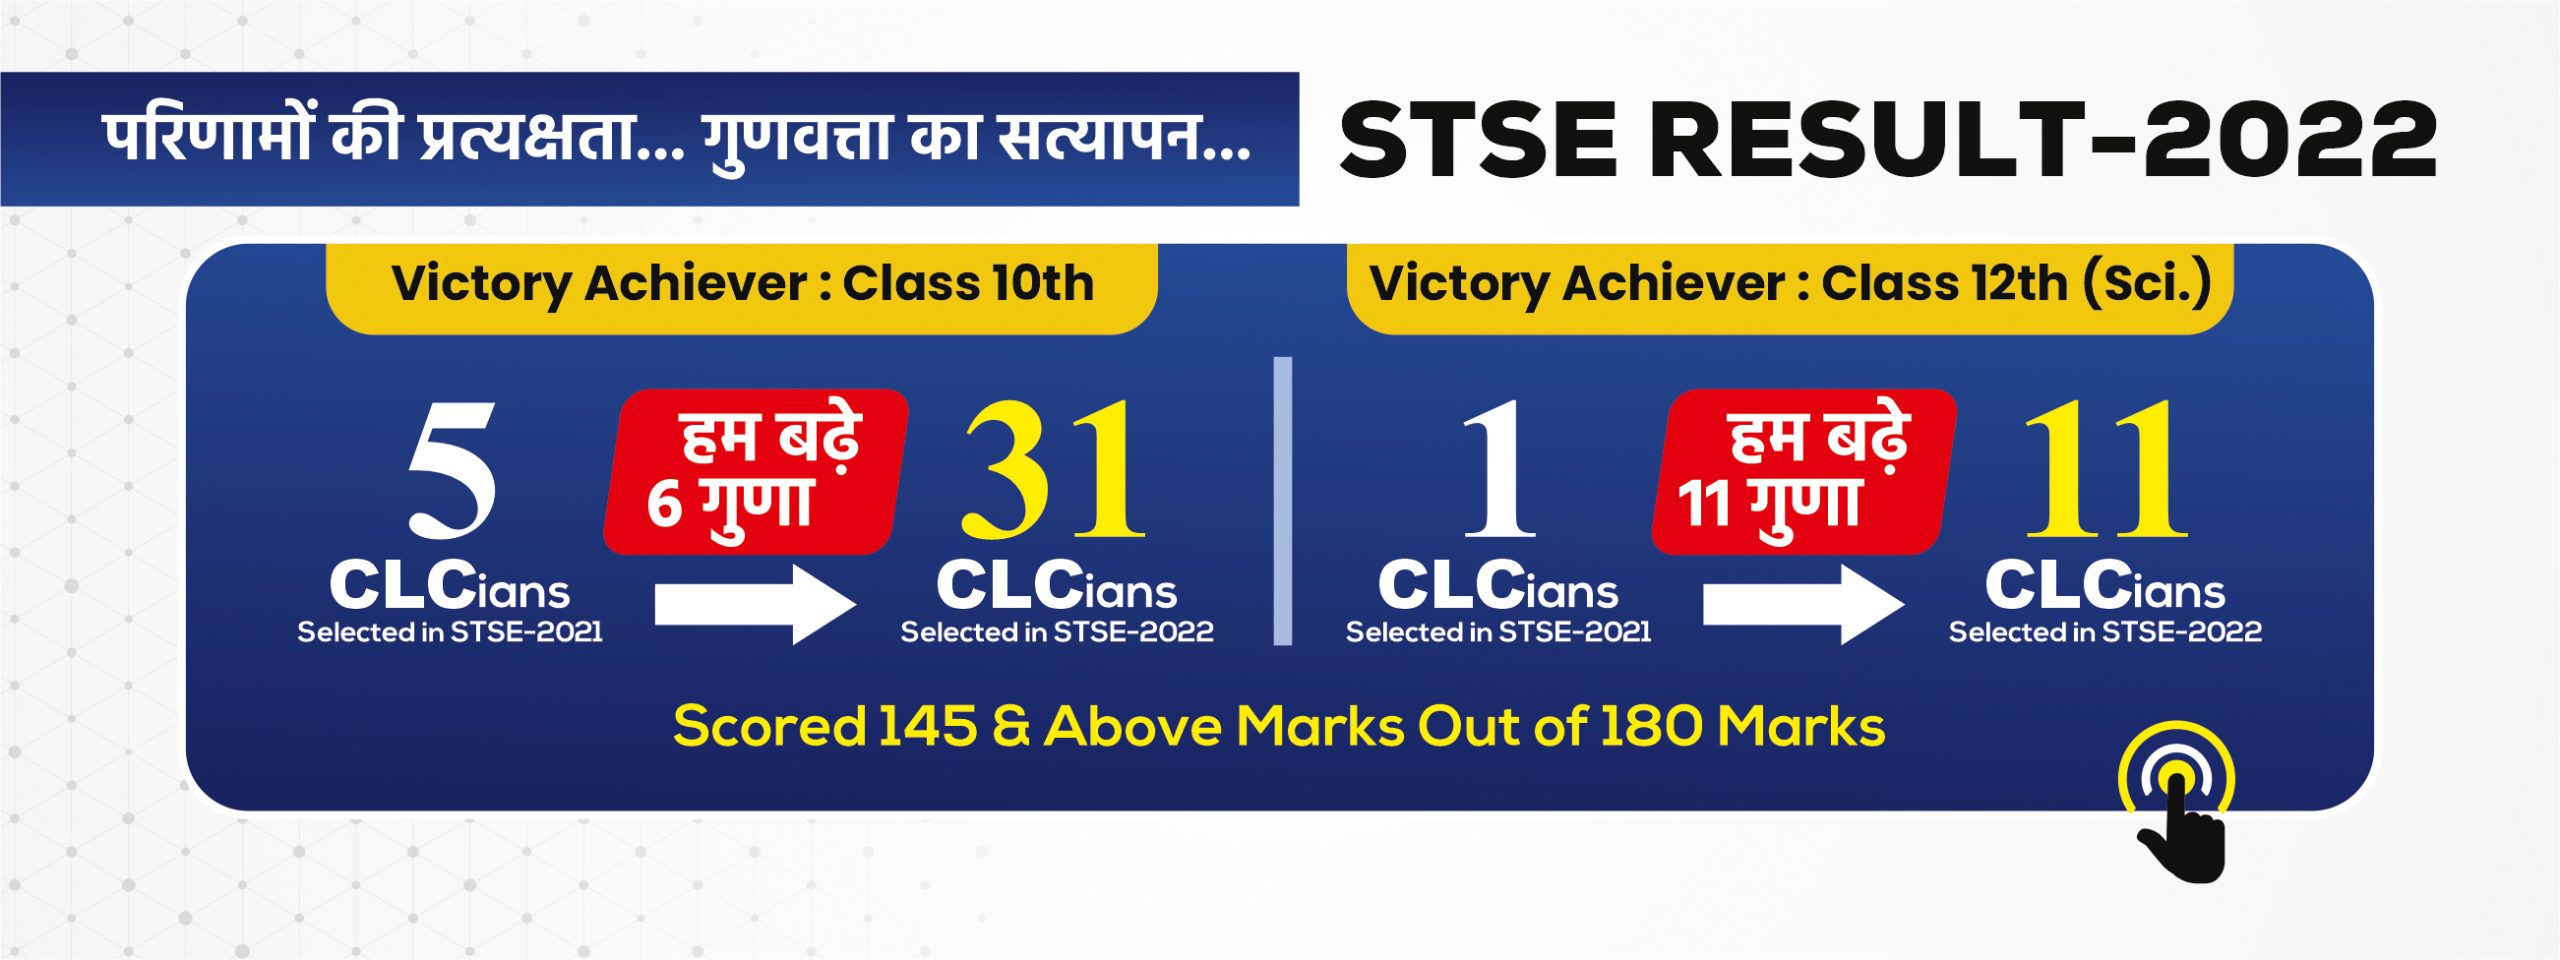 परिणामों की प्रत्यक्षता... गुणवत्ता का सत्यापन...
STSE RESULT-2022
Victory Achiever : Class 10th
5
CLCians
Selected in STSE-2021
हम बढ़े
6 गुणा
31
CLCians
Selected in STSE-2022
Victory Achiever : Class 12th (Sci.)
1
CLCians
Selected in STSE-2021
हम बढ़े
11 गुणा
11
CLCians
Selected in STSE-2022
Scored 145 & Above Marks Out of 180 Marks